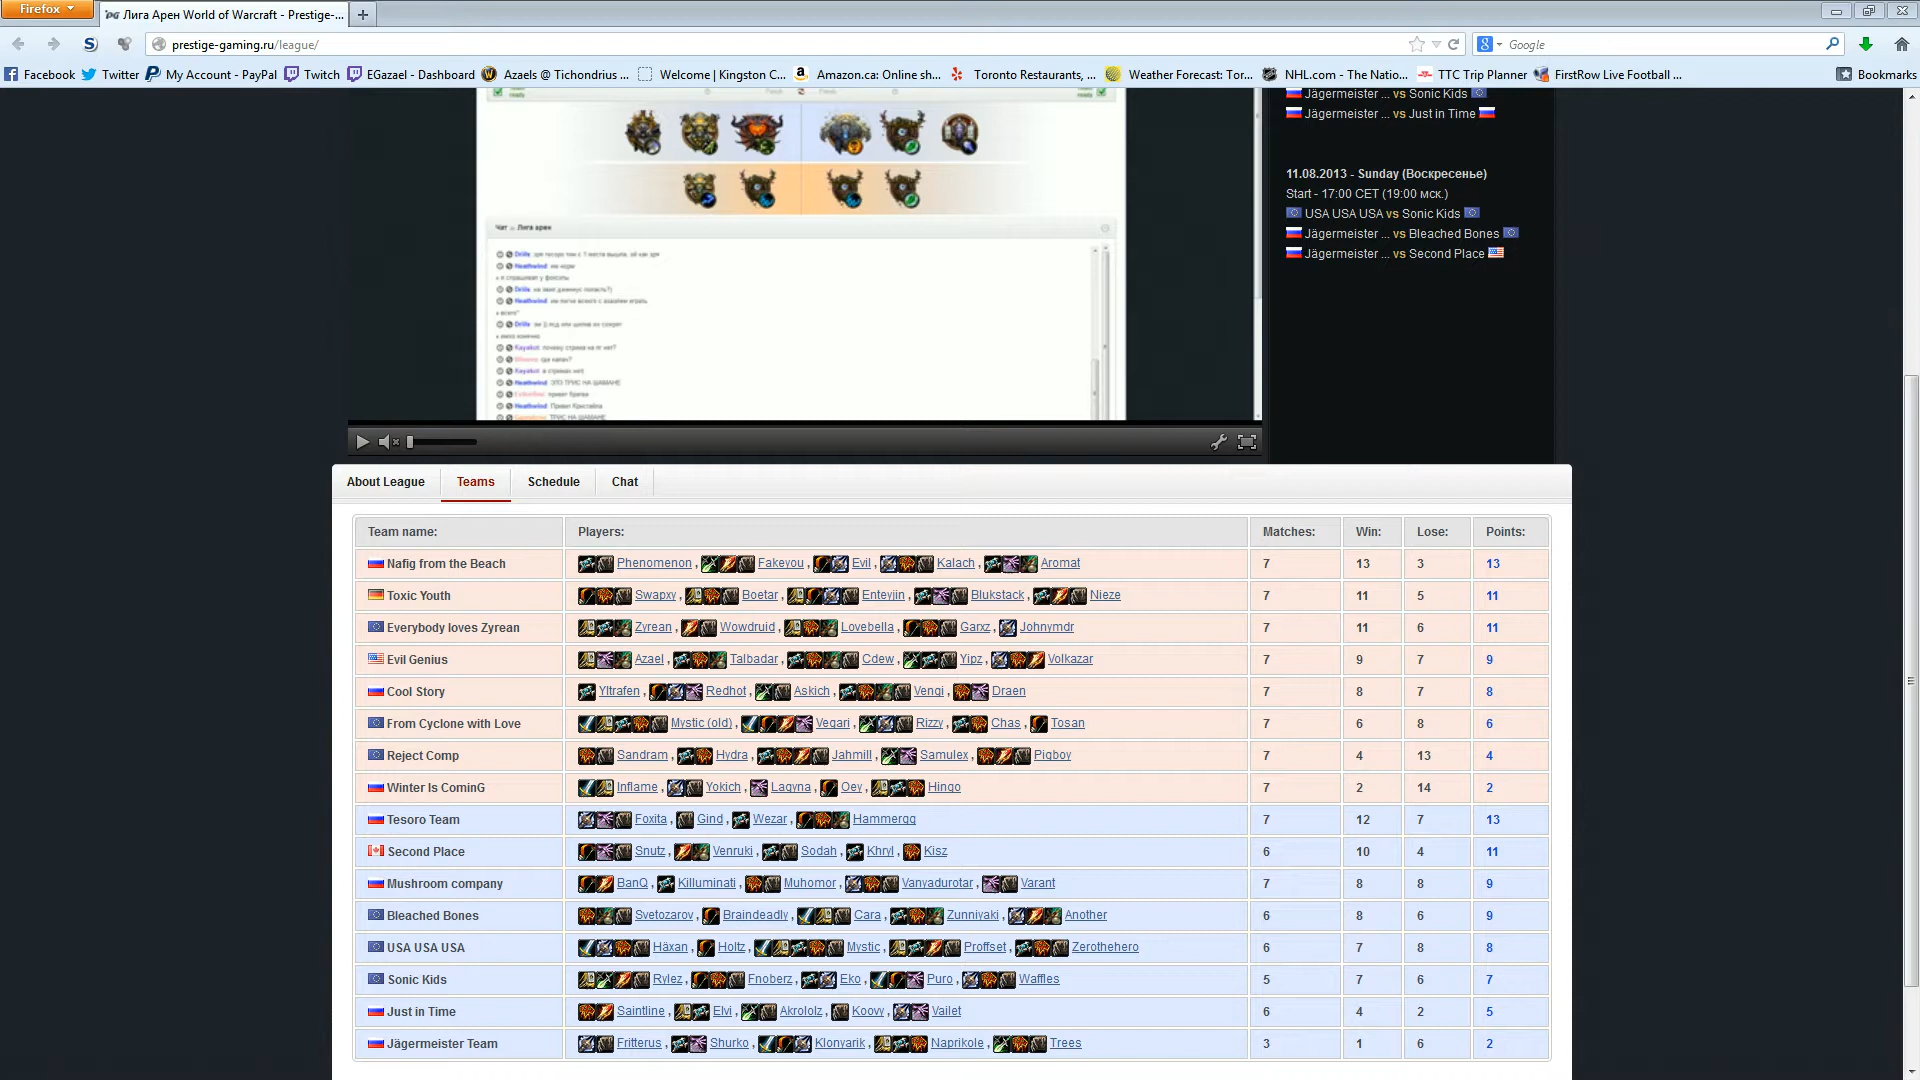 Firefox
Лига Арен World of Warcraft - Prestige-...
prestige-gaming.ru/league/
Google
Facebook Twitter My Account - PayPal Twitch EGazael - Dashboard Azaels @ Tichondrius ... Welcome | Kingston C... Amazon.ca: Online sh... Toronto Restaurants, ... Weather Forecast: Tor... NHL.com - The Natio... TTC Trip Planner FirstRow Live Football ... Bookmarks
Jägermeister ... vs Sonic Kids
Jägermeister ... vs Just in Time
11.08.2013 - Sunday (Воскресенье)
Start - 17:00 CET (19:00 мск.)
USA USA USA vs Sonic Kids
Jägermeister ... vs Bleached Bones
Jägermeister ... vs Second Place
ready
ready
Лига арен
About League Teams Schedule Chat
Team name: Players: Matches: Win: Lose: Points:
Nafig from the Beach Phenomenon , Fakeyou , Evil , Kalach , Aromat 7 13 3 13
Toxic Youth Swapxy , Boetar , Enteyjin , Blukstack , Nieze 7 11 5 11
Everybody loves Zyrean Zyrean , Wowdruid , Lovebella , Garxz , Johnymdr 7 11 6 11
Evil Genius Azael , Talbadar , Cdew , Yipz , Volkazar 7 9 7 9
Cool Story Yltrafen , Redhot , Askich , Vengi , Draen 7 8 7 8
From Cyclone with Love Mystic (old) , Vegari , Rizzy , Chas , Tosan 7 6 8 6
Reject Comp Sandram , Hydra , Jahmill , Samulex , Pigboy 7 4 13 4
Winter Is CominG Inflame , Yokich , Lagyna , Oey , Hingo 7 2 14 2
Tesoro Team Foxita , Gind , Wezar , Hammergg 7 12 7 13
Second Place Snutz , Venruki , Sodah , Khryl , Kisz 6 10 4 11
Mushroom company BanQ , Killuminati , Muhomor , Vanyadurotar , Varant 7 8 8 9
Bleached Bones Svetozarov , Braindeadly , Cara , Zunniyaki , Another 6 8 6 9
USA USA USA Häxan , Holtz , Mystic , Proffset , Zerothehero 6 7 8 8
Sonic Kids Rylez , Fnoberz , Eko , Puro , Waffles 5 7 6 7
Just in Time Saintline , Elvi , Akrololz , Koovv , Vailet 6 4 2 5
Jägermeister Team Fritterus , Shurko , Klonyarik , Naprikole , Trees 3 1 6 2